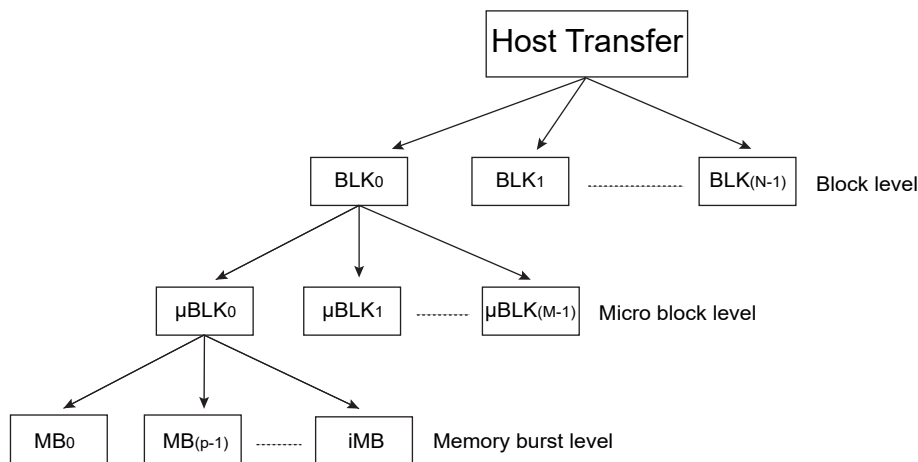 Host Transfer
BLK0 BLK1 BLK(N-1) Block level
µBLK0 µBLK1 µBLK(M-1) Micro block level
MB0 MB(p-1) iMB Memory burst level